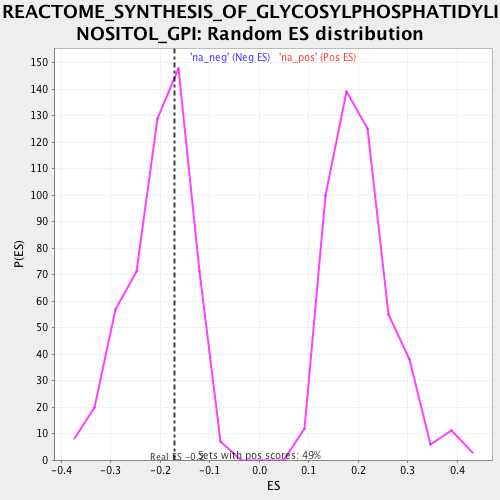 REACTOME_SYNTHESIS_OF_GLYCOSYLPHOSPHATIDYLI
NOSITOL_GPI: Random ES distribution
'na_neg' (Neg ES) 'na_pos' (Pos ES)
150
140
130
120
110
100
90
80
70
60
50
40
30
20
10
0
P(ES)
Real ES -0.2
Sets with pos scores: 49%
-0.4 -0.3 -0.2 -0.1 0.0 0.1 0.2 0.3 0.4
ES